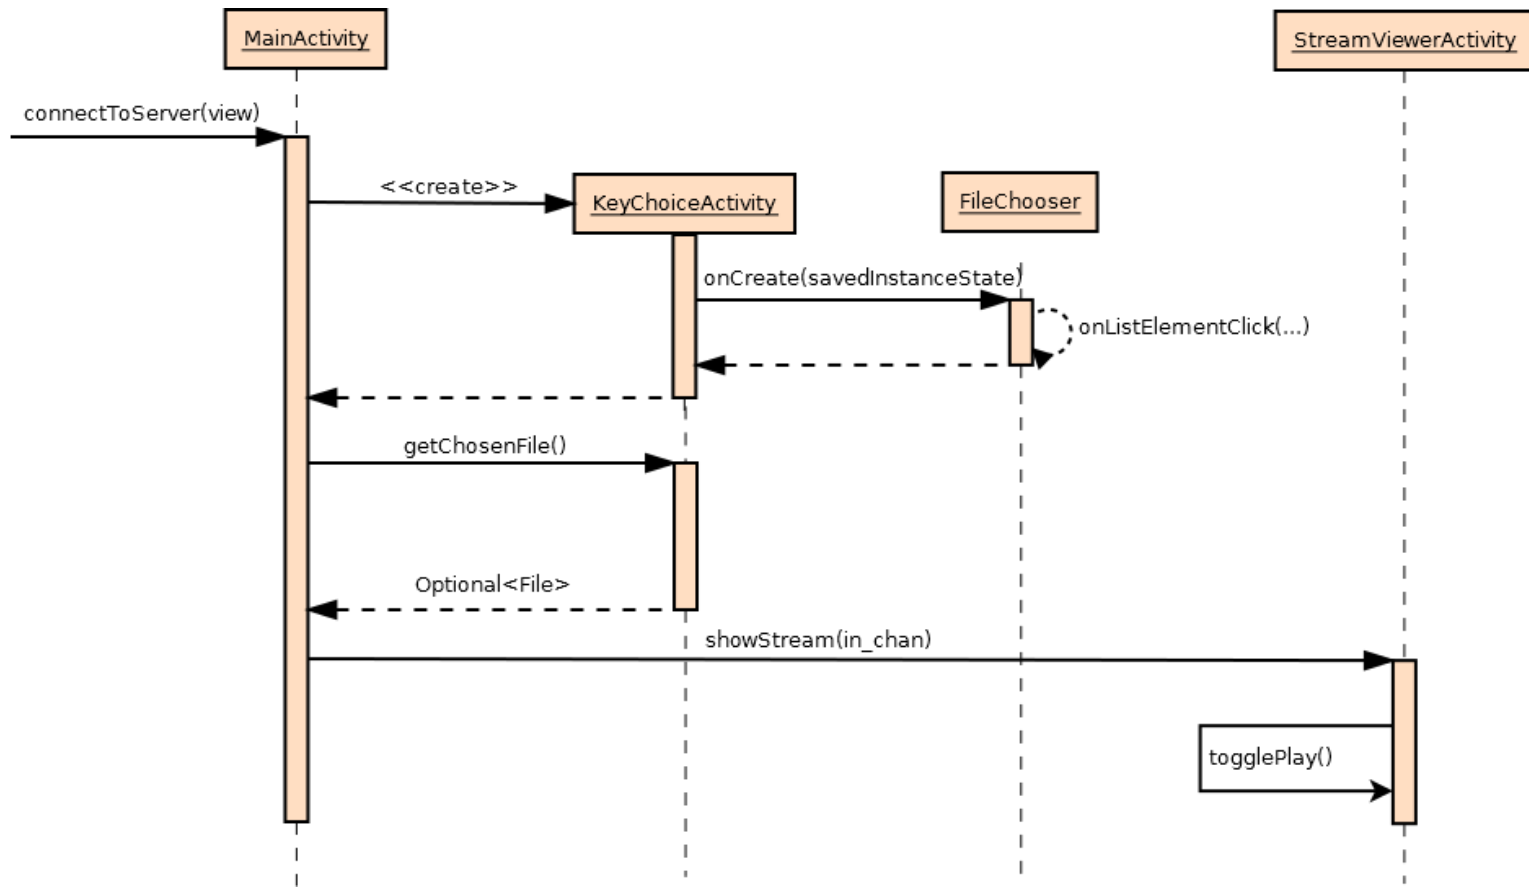 MainActivity
StreamViewerActivity
connectToServer(view)
<<create>>
KeyChoiceActivity
FileChooser
onCreate(savedInstanceState)
onListElementClick(...)
getChosenFile()
Optional<File>
showStream(in_chan)
togglePlay()